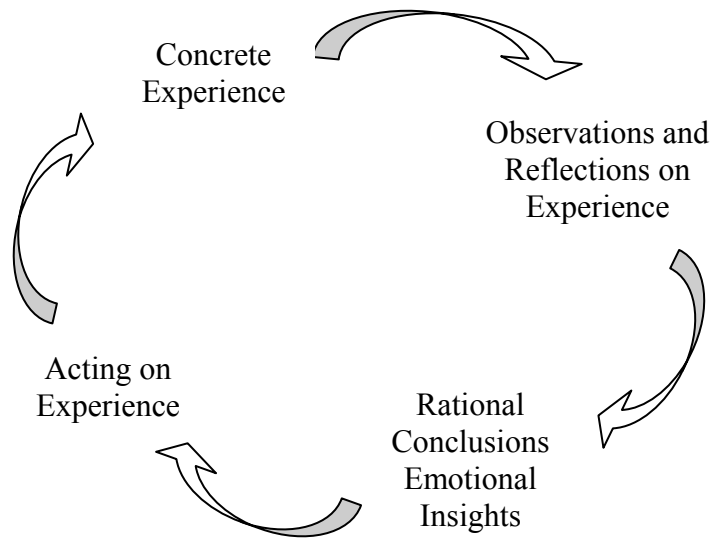 Concrete
Experience
Observations and
Reflections on
Experience
Rational
Conclusions
Emotional
Insights
Acting on
Experience